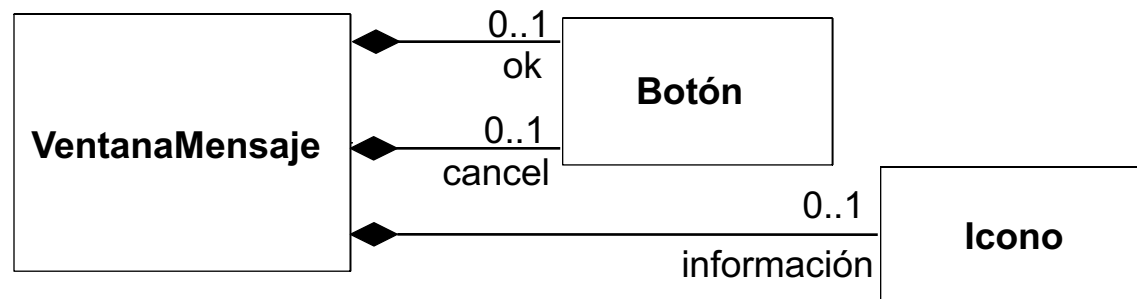 0..1
ok
Botón
VentanaMensaje
0..1
cancel
0..1
Icono
información